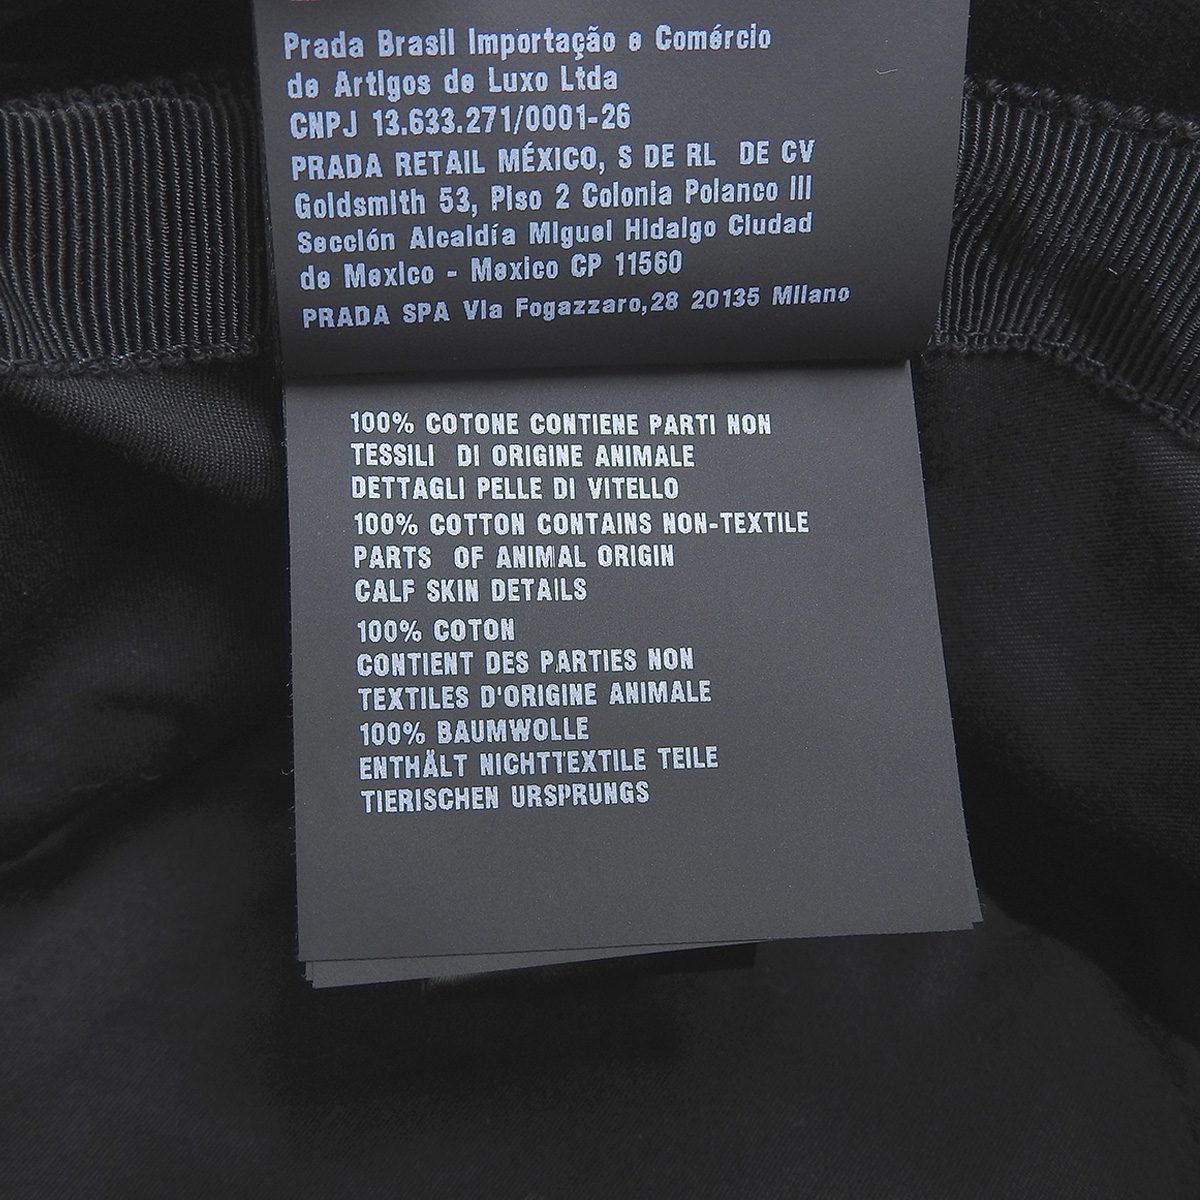 Prada Brasil Importação e Comércio
de Artigos de Luxo Ltda
CNPJ 13.633.271/0001-26
PRADA RETAIL MÉXICO, S DE RL DE CV
Goldsmith 53, Piso 2 Colonia Polanco III
Sección Alcaldía Miguel Hidalgo Ciudad
de Mexico - Mexico CP 11560
PRADA SPA Via Fogazzaro,28 20135 Milano
100% COTONE CONTIENE PARTI NON
TESSILI DI ORIGINE ANIMALE
DETTAGLI PELLE DI VITELLO
100% COTTON CONTAINS NON-TEXTILE
PARTS OF ANIMAL ORIGIN
CALF SKIN DETAILS
100% COTON
CONTIENT DES PARTIES NON
TEXTILES D'ORIGINE ANIMALE
100% BAUMWOLLE
ENTHÄLT NICHTTEXTILE TEILE
TIERISCHEN URSPRUNGS